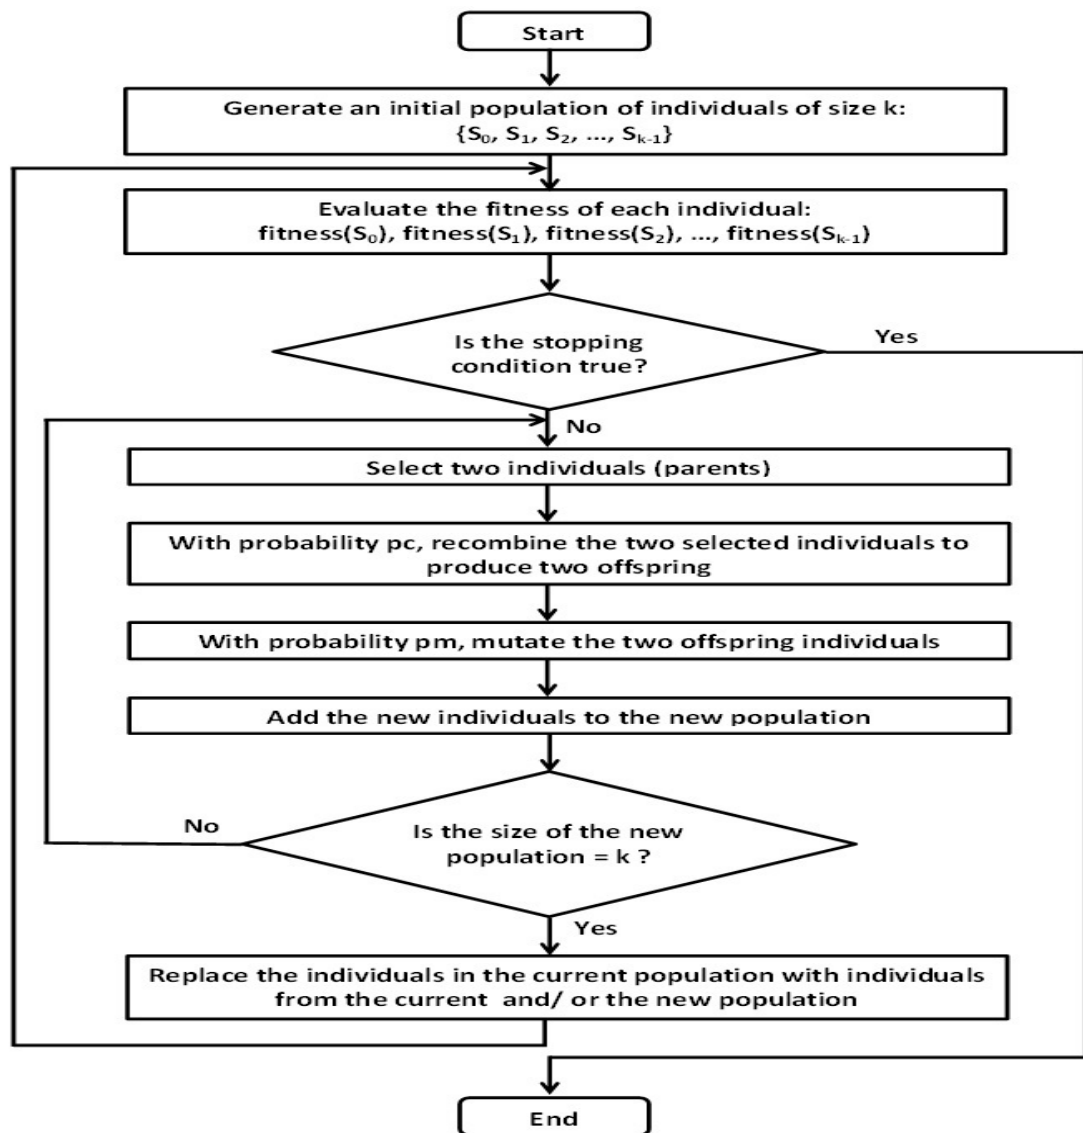 Start
Generate an initial population of individuals of size k:
{S₀, S₁, S₂, ..., Sₖ₋₁}
Evaluate the fitness of each individual:
fitness(S₀), fitness(S₁), fitness(S₂), ..., fitness(Sₖ₋₁)
Is the stopping
condition true?
Yes
No
Select two individuals (parents)
With probability pc, recombine the two selected individuals to
produce two offspring
With probability pm, mutate the two offspring individuals
Add the new individuals to the new population
No
Is the size of the new
population = k ?
Yes
Replace the individuals in the current population with individuals
from the current and/ or the new population
End